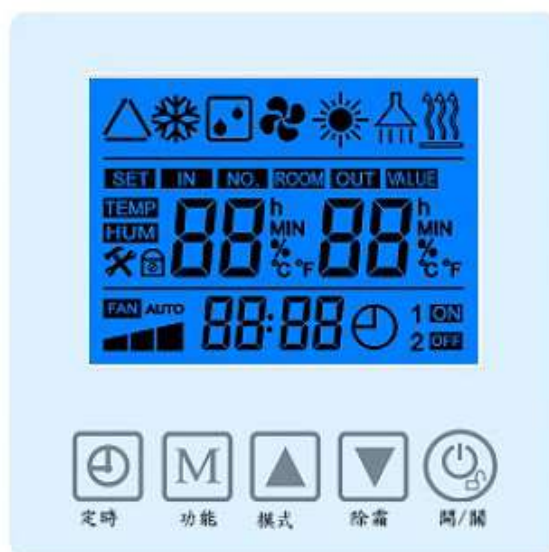 SET IN NO. ROOM OUT VALUE
TEMP 88 h 88 h
HUM MIN MIN
% %
°C °F °C °F
FAN AUTO 88:88 1 ON
2 OFF
M
定時 功能 模式 除霜 開/關